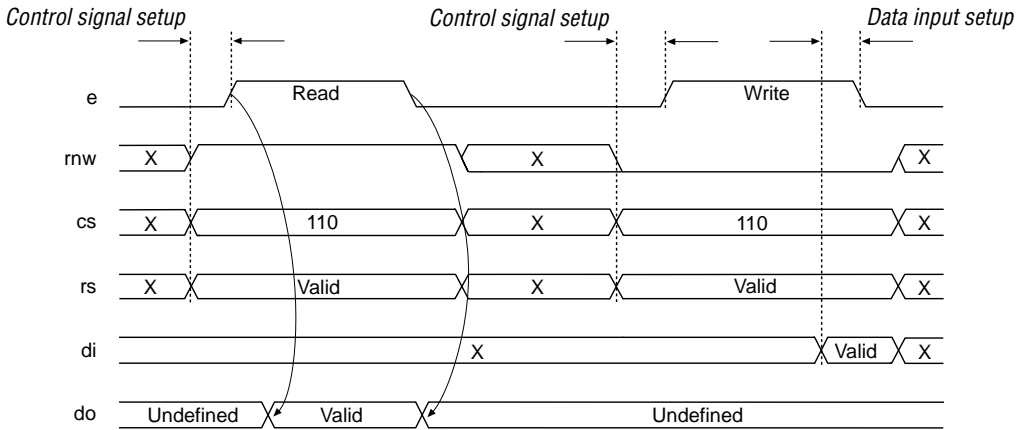 Control signal setup Control signal setup Data input setup
e Read Write
rnw X X X
cs X 110 X 110 X
rs X Valid X Valid X
di X Valid X
do Undefined Valid Undefined